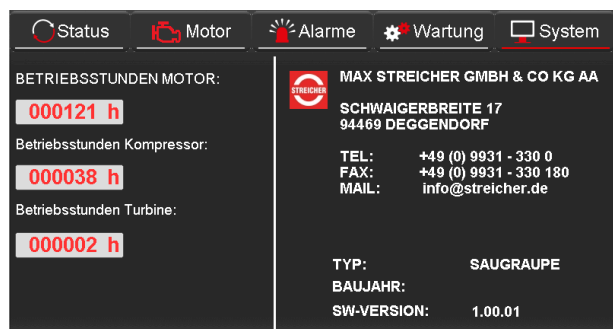 Status
Motor
Alarme
Wartung
System
BETRIEBSSTUNDEN MOTOR:
000121 h
Betriebsstunden Kompressor:
000038 h
Betriebsstunden Turbine:
000002 h
STREICHER
MAX STREICHER GMBH & CO KG AA
SCHWAIGERBREITE 17
94469 DEGGENDORF
TEL: +49 (0) 9931 - 330 0
FAX: +49 (0) 9931 - 330 180
MAIL: info@streicher.de
TYP: SAUGRAUPE
BAUJAHR:
SW-VERSION: 1.00.01